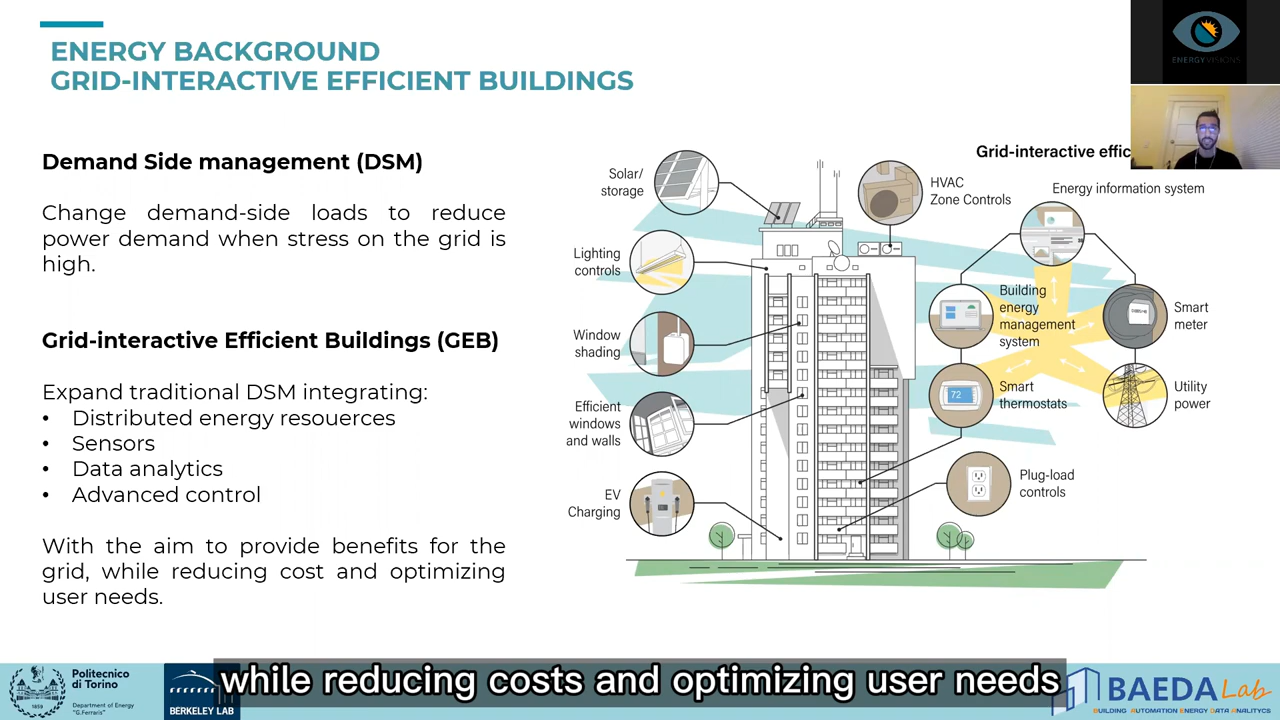 ENERGY BACKGROUND
GRID-INTERACTIVE EFFICIENT BUILDINGS
ENERGYVISIONS
Demand Side management (DSM)
Change demand-side loads to reduce
power demand when stress on the grid is
high.
Grid-interactive Efficient Buildings (GEB)
Expand traditional DSM integrating:
• Distributed energy resouerces
• Sensors
• Data analytics
• Advanced control
With the aim to provide benefits for the
grid, while reducing cost and optimizing
user needs.
Grid-interactive effic
Solar/
storage
HVAC
Zone Controls
Energy information system
Lighting
controls
Building
energy
management
system
Smart
meter
Window
shading
Smart
thermostats
72
Utility
power
Efficient
windows
and walls
Plug-load
controls
EV
Charging
Politecnico
di Torino
1859
Department of Energy
"G.Ferraris"
BERKELEY LAB
while reducing costs and optimizing user needs
BAEDA Lab
BUILDING AUTOMATION ENERGY DATA ANALITYCS